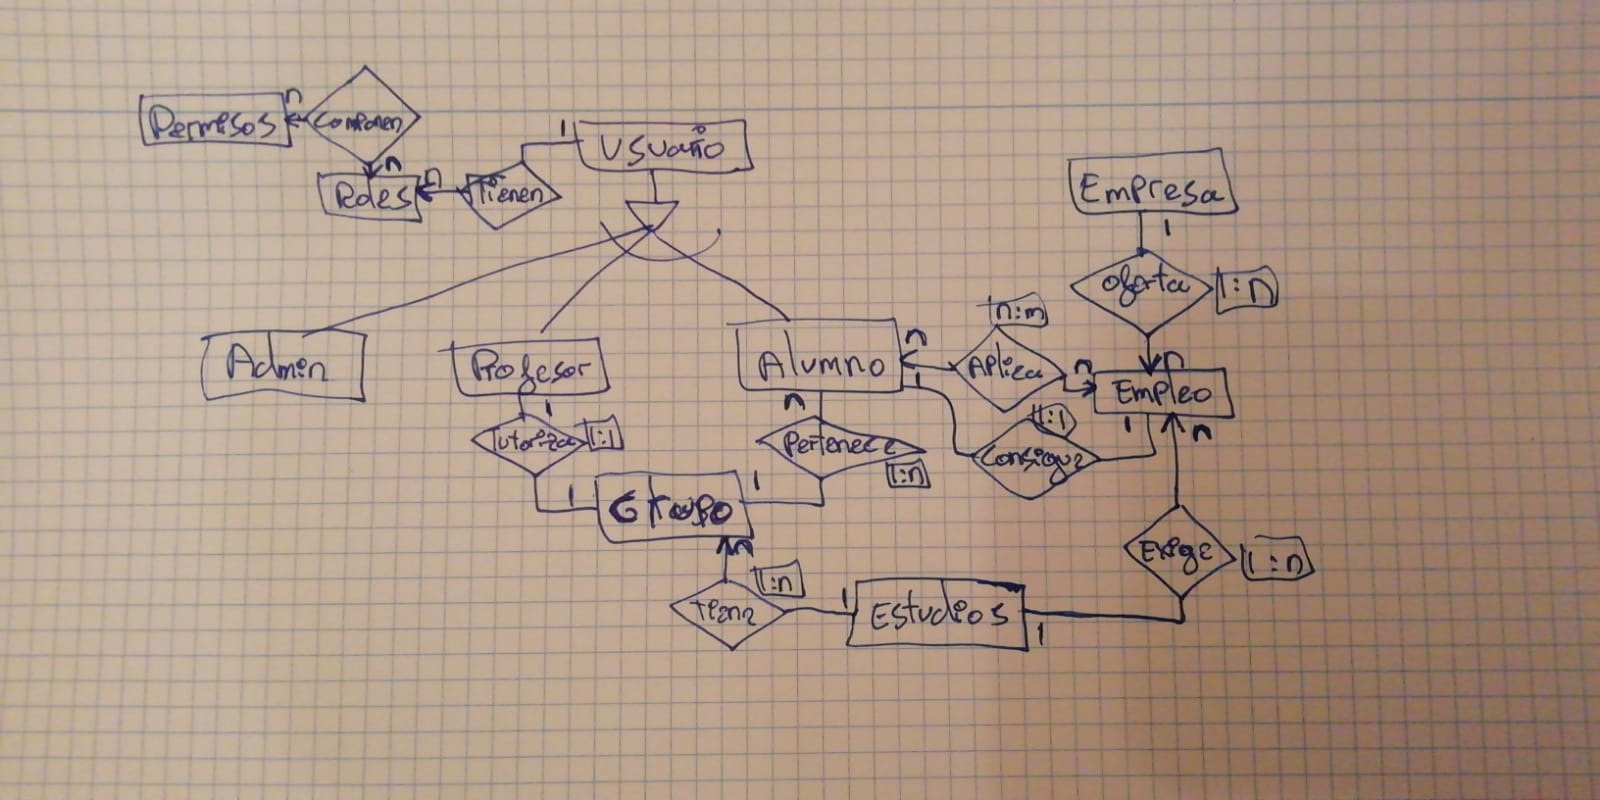 Permisos
n
Componen
n
Roles
n
Tienen
1
Usuario
Empresa
1
Oferta
1:n
n
Admin
Profesor
Alumno
n
Aplica
n:m
n
Empleo
1
1
Tutoriza
1:1
n
Pertenece
1:n
1
Consigue
1:1
1
n
1
Grupo
1
n
1:n
Tiene
1
Estudios
1
Exige
1:n